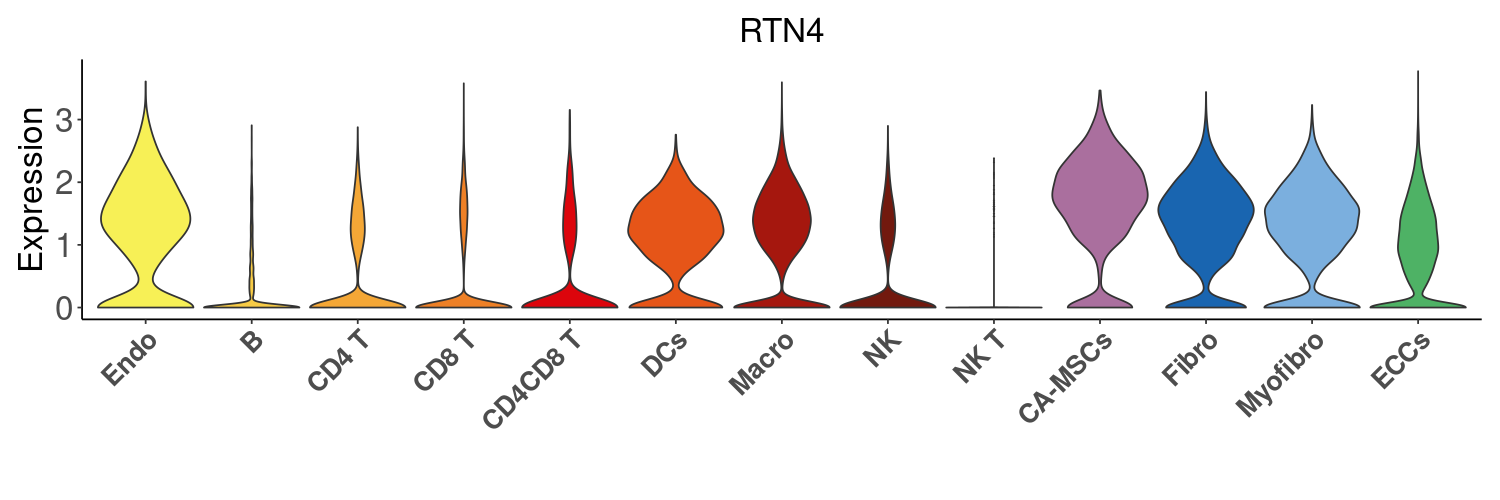 RTN4
Expression
3
2
1
0
Endo
B
CD4 T
CD8 T
CD4CD8 T
DCs
Macro
NK
NK T
CA-MSCs
Fibro
Myofibro
ECCs